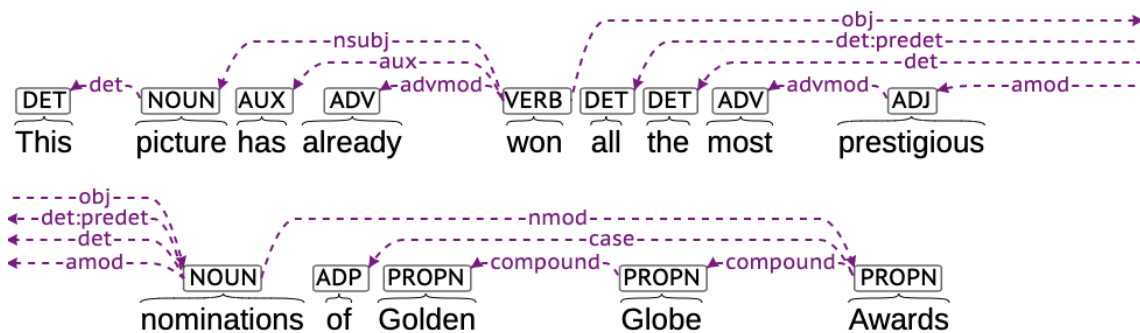 obj
nsubj det:predet
aux det
det advmod advmod amod
DET NOUN AUX ADV VERB DET DET ADV ADJ
This picture has already won all the most prestigious
obj
det:predet nmod
det case
amod compound compound
NOUN ADP PROPN PROPN PROPN
nominations of Golden Globe Awards